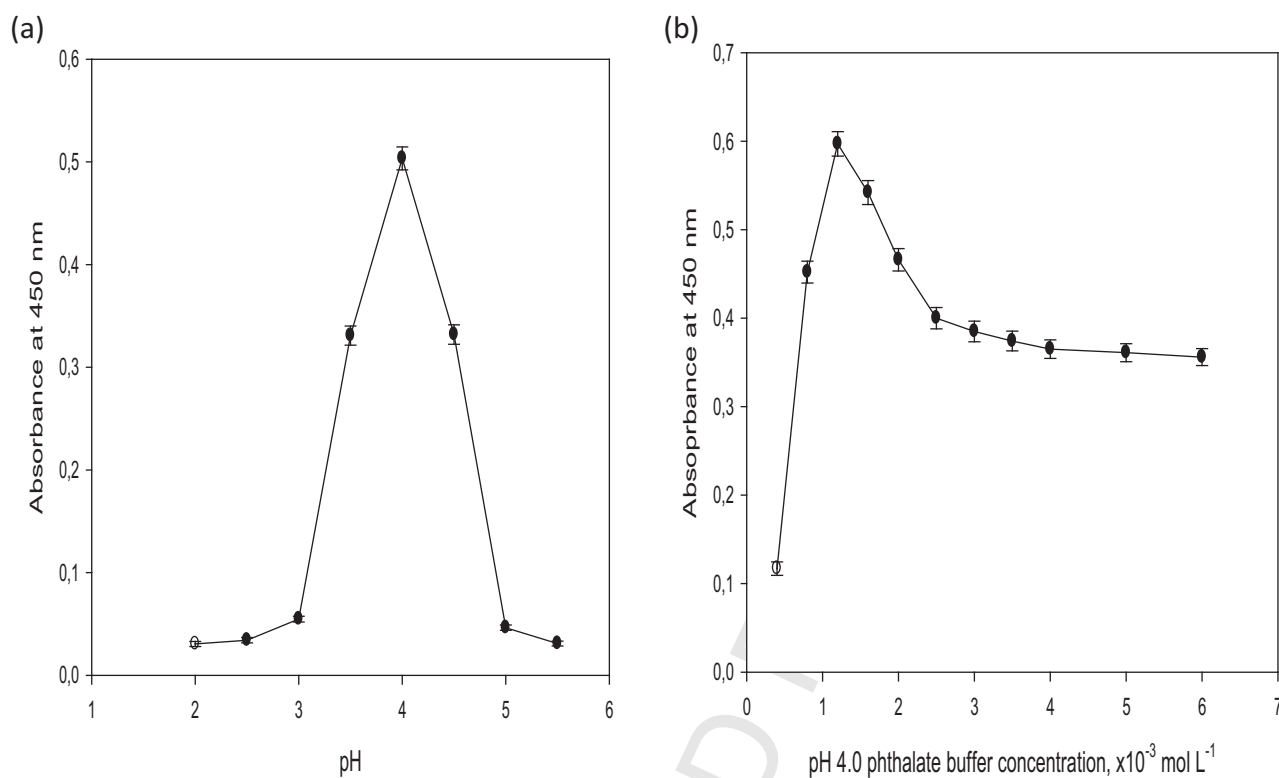 (a)
0,6
0,5
0,4
0,3
0,2
0,1
0,0
Absorbance at 450 nm
1 2 3 4 5 6
pH
(b)
0,7
0,6
0,5
0,4
0,3
0,2
0,1
0,0
Absoprbance at 450 nm
0 1 2 3 4 5 6 7
pH 4.0 phthalate buffer concentration, x10⁻³ mol L⁻¹